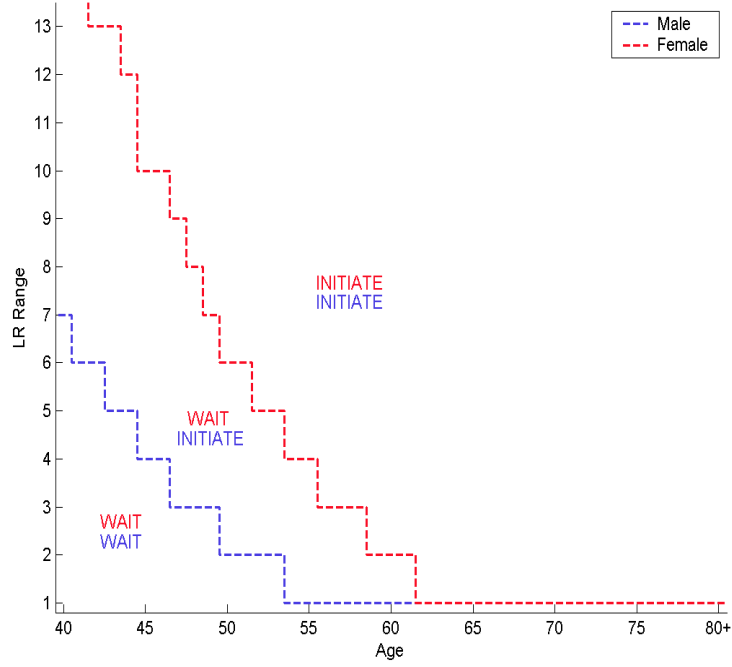 Male
Female
13
12
11
10
9
8
7
6
5
4
3
2
1
LR Range
INITIATE
INITIATE
WAIT
INITIATE
WAIT
WAIT
40 45 50 55 60 65 70 75 80+
Age